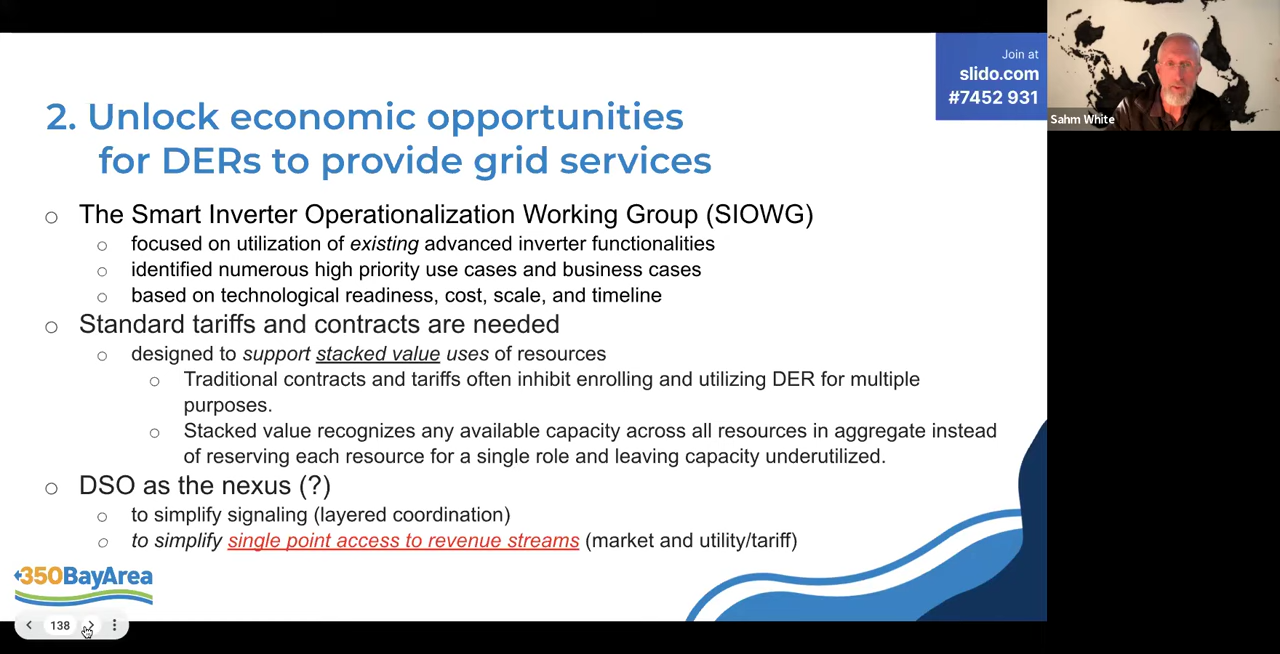 Join at
slido.com
#7452 931
Sahm White
2. Unlock economic opportunities
for DERs to provide grid services
○ The Smart Inverter Operationalization Working Group (SIOWG)
○ focused on utilization of existing advanced inverter functionalities
○ identified numerous high priority use cases and business cases
○ based on technological readiness, cost, scale, and timeline
○ Standard tariffs and contracts are needed
○ designed to support stacked value uses of resources
○ Traditional contracts and tariffs often inhibit enrolling and utilizing DER for multiple
purposes.
○ Stacked value recognizes any available capacity across all resources in aggregate instead
of reserving each resource for a single role and leaving capacity underutilized.
○ DSO as the nexus (?)
○ to simplify signaling (layered coordination)
○ to simplify single point access to revenue streams (market and utility/tariff)
350BayArea
138